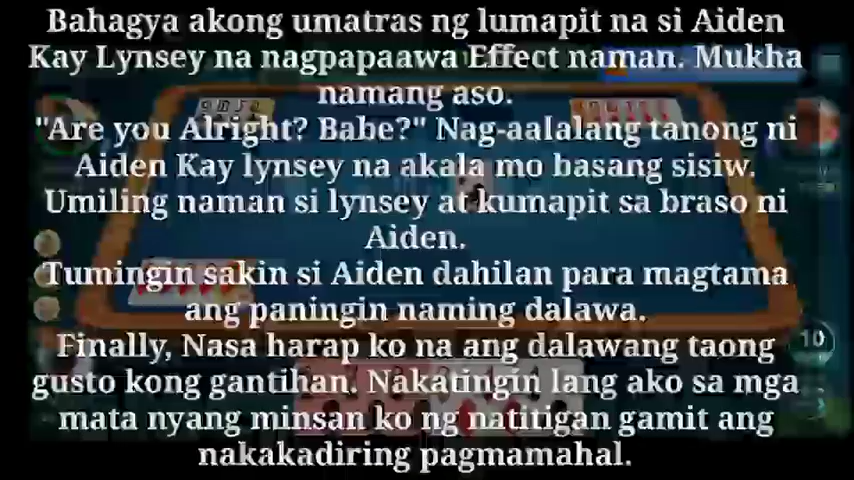 Bahagya akong umatras ng lumapit na si Aiden
Kay Lynsey na nagpapaawa Effect naman. Mukha
namang aso.
"Are you Alright? Babe?" Nag-aalalang tanong ni
Aiden Kay lynsey na akala mo basang sisiw.
Umiling naman si lynsey at kumapit sa braso ni
Aiden.
Tumingin sakin si Aiden dahilan para magtama
ang paningin naming dalawa.
Finally, Nasa harap ko na ang dalawang taong
gusto kong gantihan. Nakatingin lang ako sa mga
mata nyang minsan ko ng natitigan gamit ang
nakakadiring pagmamahal.
10